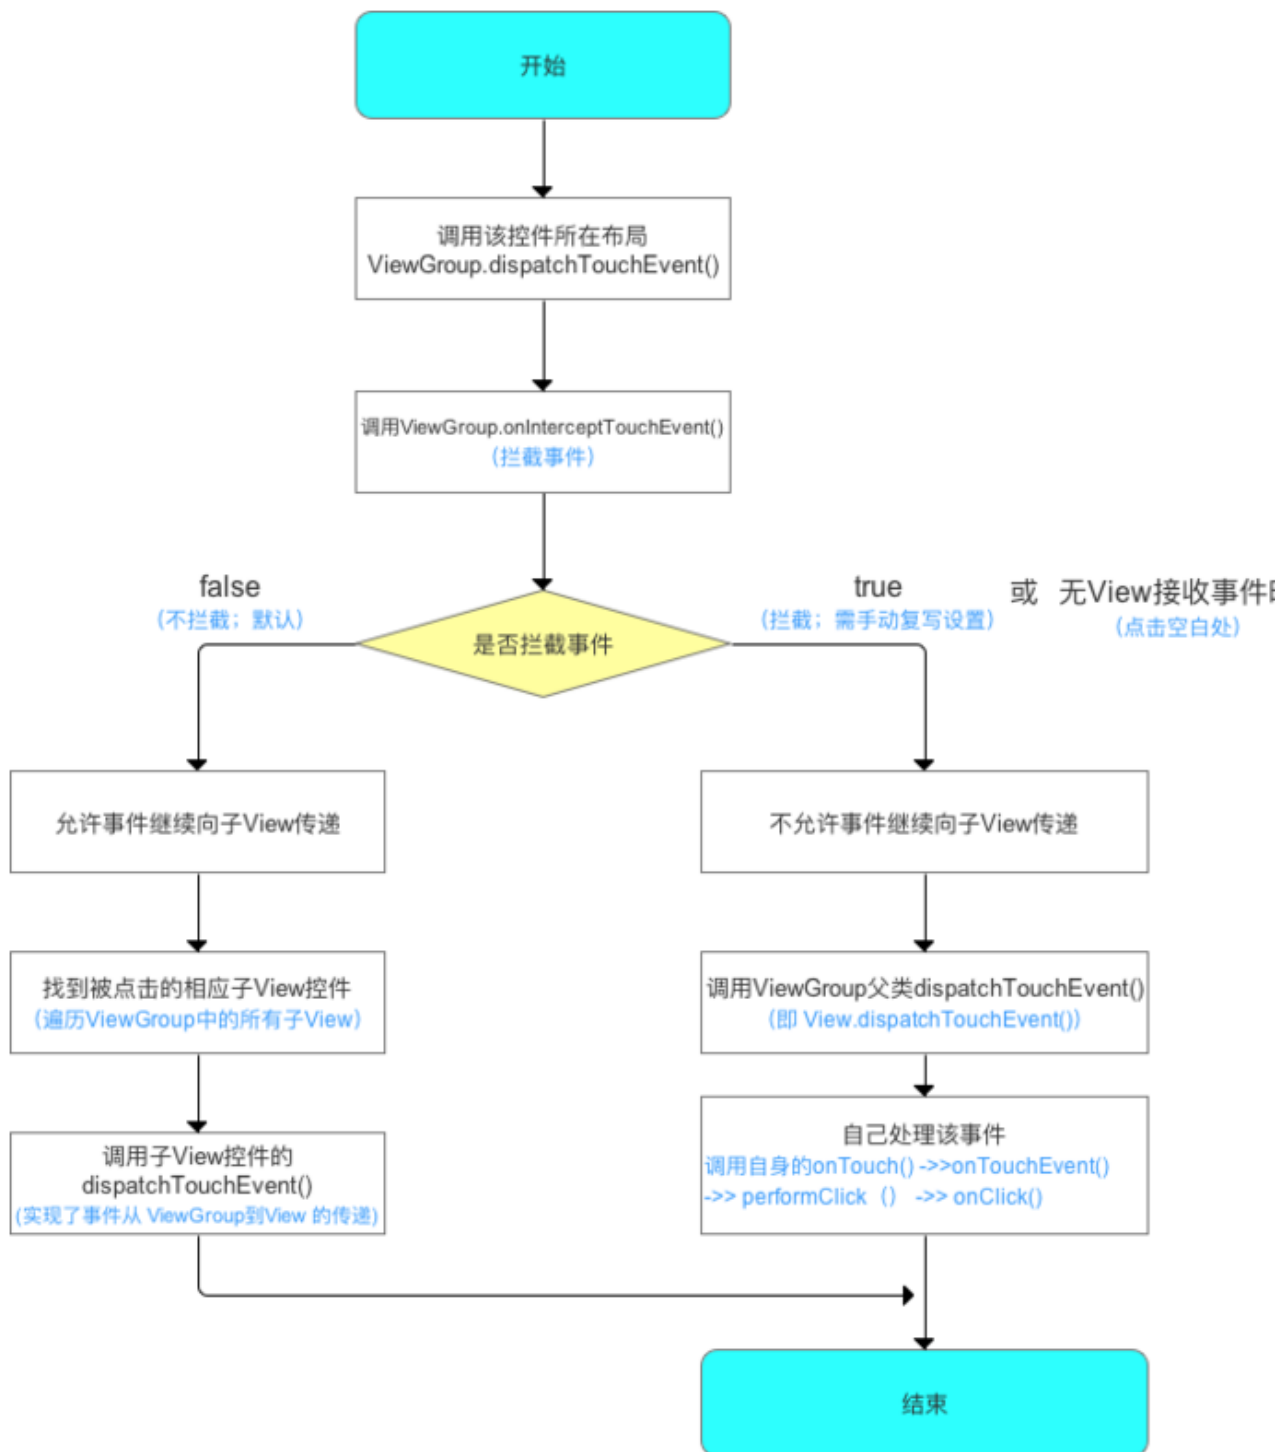 开始
调用该控件所在布局
ViewGroup.dispatchTouchEvent()
调用ViewGroup.onInterceptTouchEvent()
（拦截事件）
false
（不拦截；默认）
true
（拦截；需手动复写设置）
或 无View接收事件
（点击空白处）
是否拦截事件
允许事件继续向子View传递
不允许事件继续向子View传递
找到被点击的相应子View控件
（遍历ViewGroup中的所有子View）
调用ViewGroup父类dispatchTouchEvent()
（即 View.dispatchTouchEvent()）
调用子View控件的
dispatchTouchEvent()
(实现了事件从 ViewGroup到View 的传递)
自己处理该事件
调用自身的onTouch() ->>onTouchEvent()
->> performClick（） ->> onClick()
结束